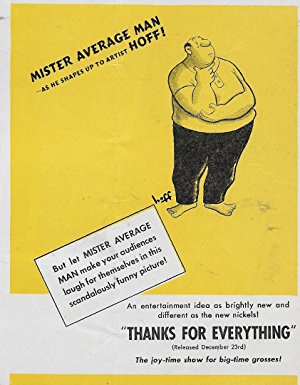 MISTER AVERAGE MAN
—AS HE SHAPES UP TO ARTIST HOFF!
hoff
But let MISTER AVERAGE
MAN make your audiences
laugh for themselves in this
scandalously funny picture!
An entertainment idea as brightly new and
different as the new nickels!
"THANKS FOR EVERYTHING"
(Released December 23rd)
The joy-time show for big-time grosses!